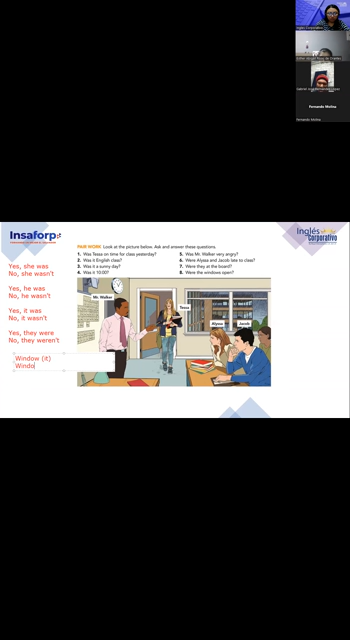 Inglés Corporativo
Fernando Molina
Fernando Molina
Insaforp
Inglés
Corporativo
PAIR WORK Look at the picture below. Ask and answer these questions.
1. Was Tessa on time for class yesterday?
2. Was it English class?
3. Was it a sunny day?
4. Was it 10:00?
5. Was Mr. Walker very angry?
6. Were Alyssa and Jacob late to class?
7. Were they at the board?
8. Were the windows open?
Yes, she was
No, she wasn't
Yes, he was
No, he wasn't
Yes, it was
No, it wasn't
Yes, they were
No, they weren't
Window (it)
Windo
Mr. Walker
Tessa
Alyssa
Jacob